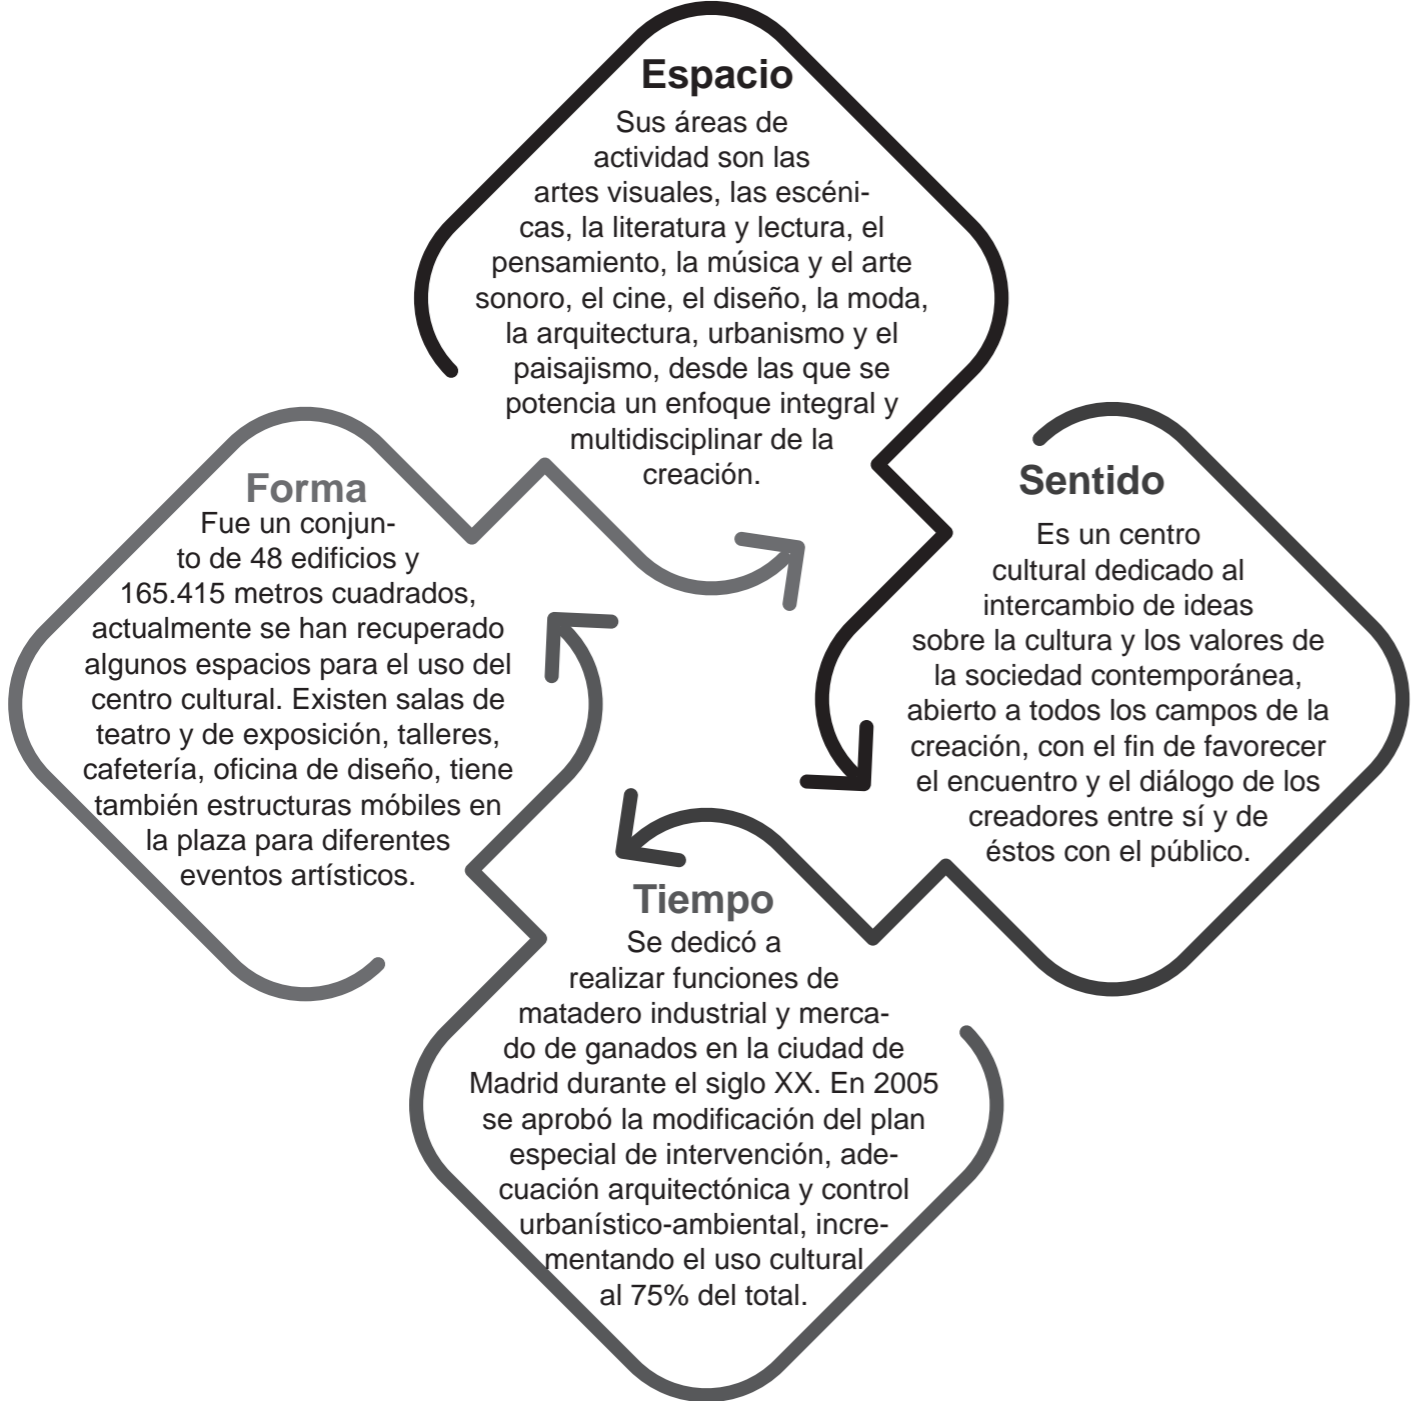 Espacio
Sus áreas de
actividad son las
artes visuales, las escéni-
cas, la literatura y lectura, el
pensamiento, la música y el arte
sonoro, el cine, el diseño, la moda,
la arquitectura, urbanismo y el
paisajismo, desde las que se
potencia un enfoque integral y
multidisciplinar de la
creación.
Forma
Fue un conjun-
to de 48 edificios y
165.415 metros cuadrados,
actualmente se han recuperado
algunos espacios para el uso del
centro cultural. Existen salas de
teatro y de exposición, talleres,
cafetería, oficina de diseño, tiene
también estructuras móbiles en
la plaza para diferentes
eventos artísticos.
Sentido
Es un centro
cultural dedicado al
intercambio de ideas
sobre la cultura y los valores de
la sociedad contemporánea,
abierto a todos los campos de la
creación, con el fin de favorecer
el encuentro y el diálogo de los
creadores entre sí y de
éstos con el público.
Tiempo
Se dedicó a
realizar funciones de
matadero industrial y merca-
do de ganados en la ciudad de
Madrid durante el siglo XX. En 2005
se aprobó la modificación del plan
especial de intervención, ade-
cuación arquitectónica y control
urbanístico-ambiental, incre-
mentando el uso cultural
al 75% del total.